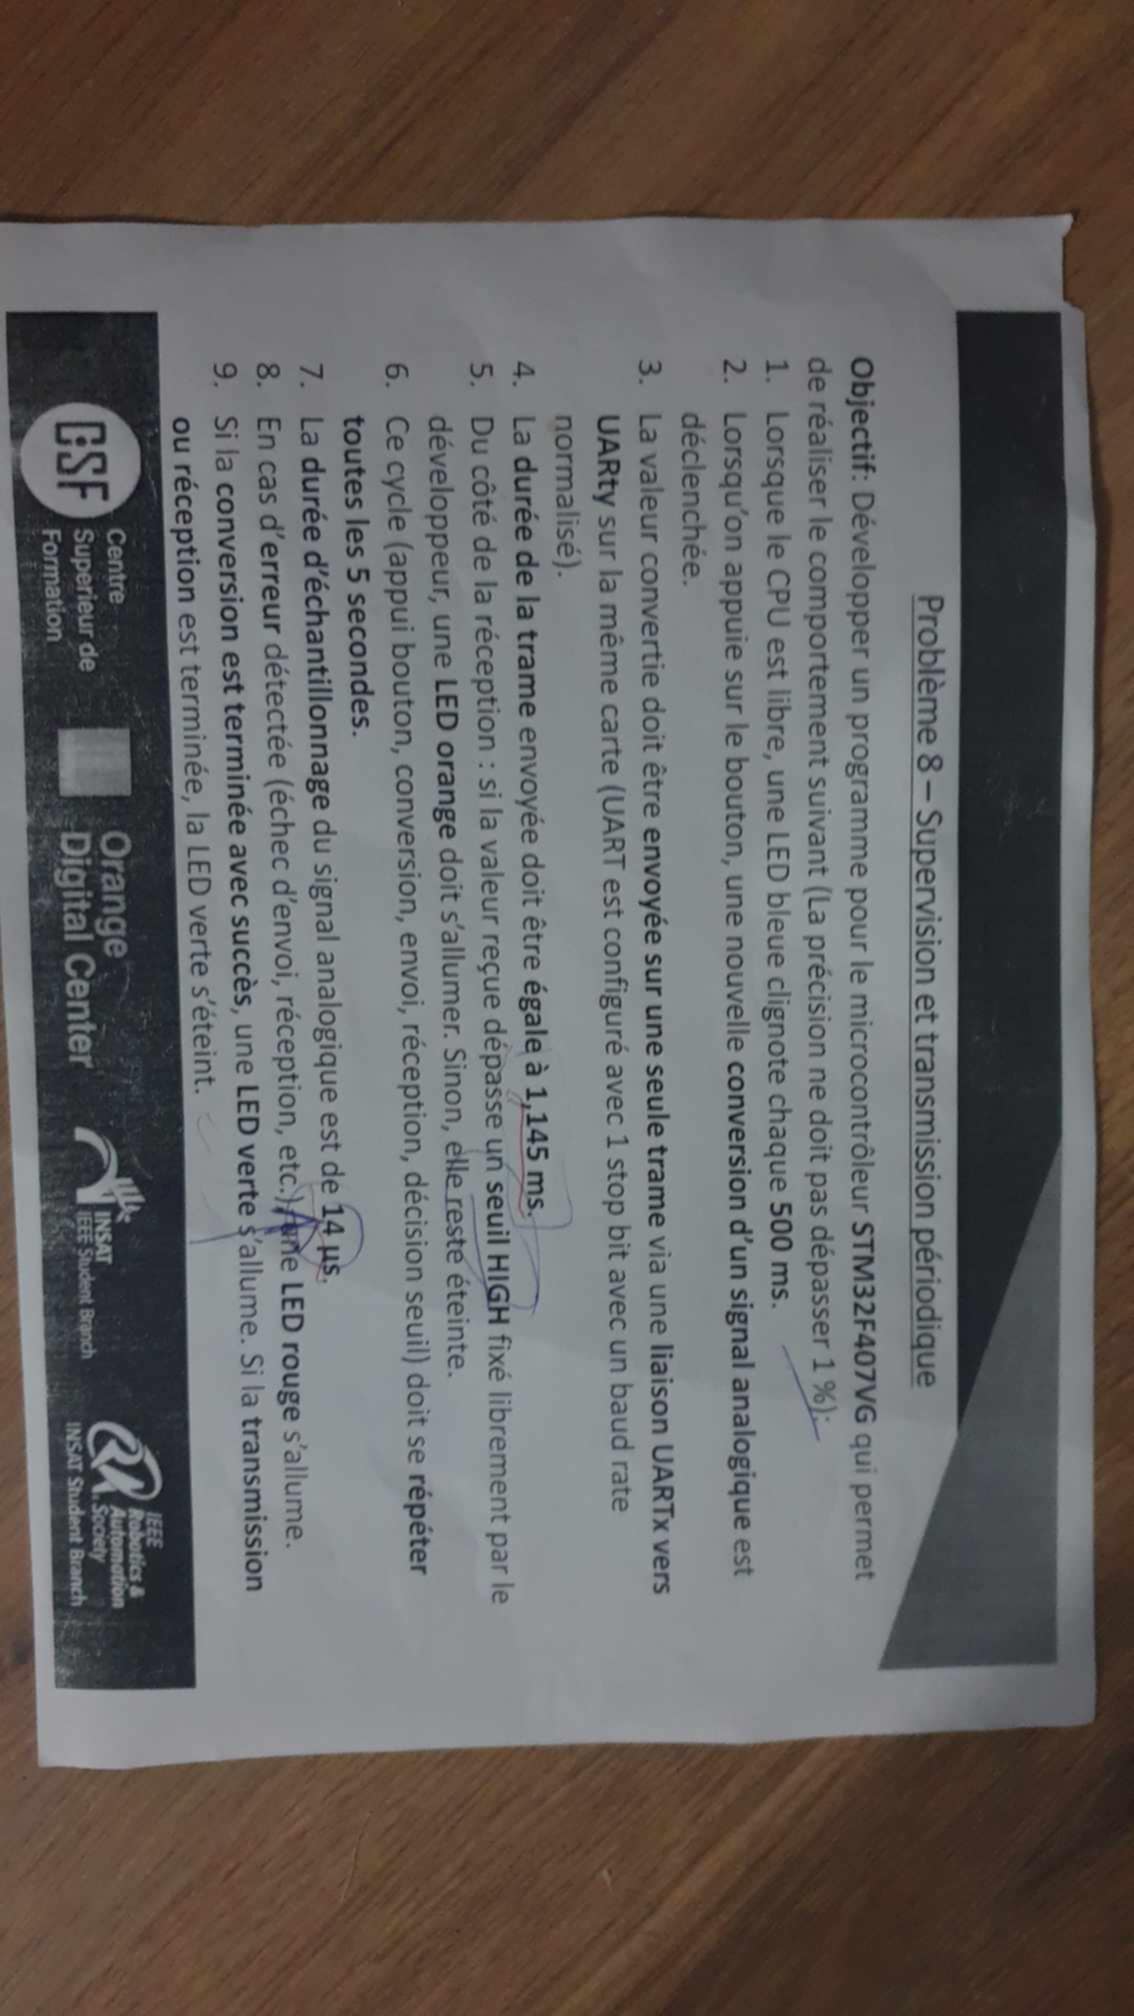 Problème 8 – Supervision et transmission périodique
Objectif: Développer un programme pour le microcontrôleur STM32F407VG qui permet
de réaliser le comportement suivant (La précision ne doit pas dépasser 1 %):
1. Lorsque le CPU est libre, une LED bleue clignote chaque 500 ms.
2. Lorsqu'on appuie sur le bouton, une nouvelle conversion d'un signal analogique est
déclenchée.
3. La valeur convertie doit être envoyée sur une seule trame via une liaison UARTx vers
UARty sur la même carte (UART est configuré avec 1 stop bit avec un baud rate
normalisé).
4. La durée de la trame envoyée doit être égale à 1,145 ms.
5. Du côté de la réception : si la valeur reçue dépasse un seuil HIGH fixé librement par le
développeur, une LED orange doit s'allumer. Sinon, elle reste éteinte.
6. Ce cycle (appui bouton, conversion, envoi, réception, décision seuil) doit se répéter
toutes les 5 secondes.
7. La durée d'échantillonnage du signal analogique est de 14 µs.
8. En cas d'erreur détectée (échec d'envoi, réception, etc.), une LED rouge s'allume.
9. Si la conversion est terminée avec succès, une LED verte s'allume. Si la transmission
ou réception est terminée, la LED verte s'éteint.
CSF
Centre
Superieur de
Formation
Orange
Digital Center
INSAT
IEEE Student Branch
IEEE
Robotics &
Automation
Society
INSAT Student Branch